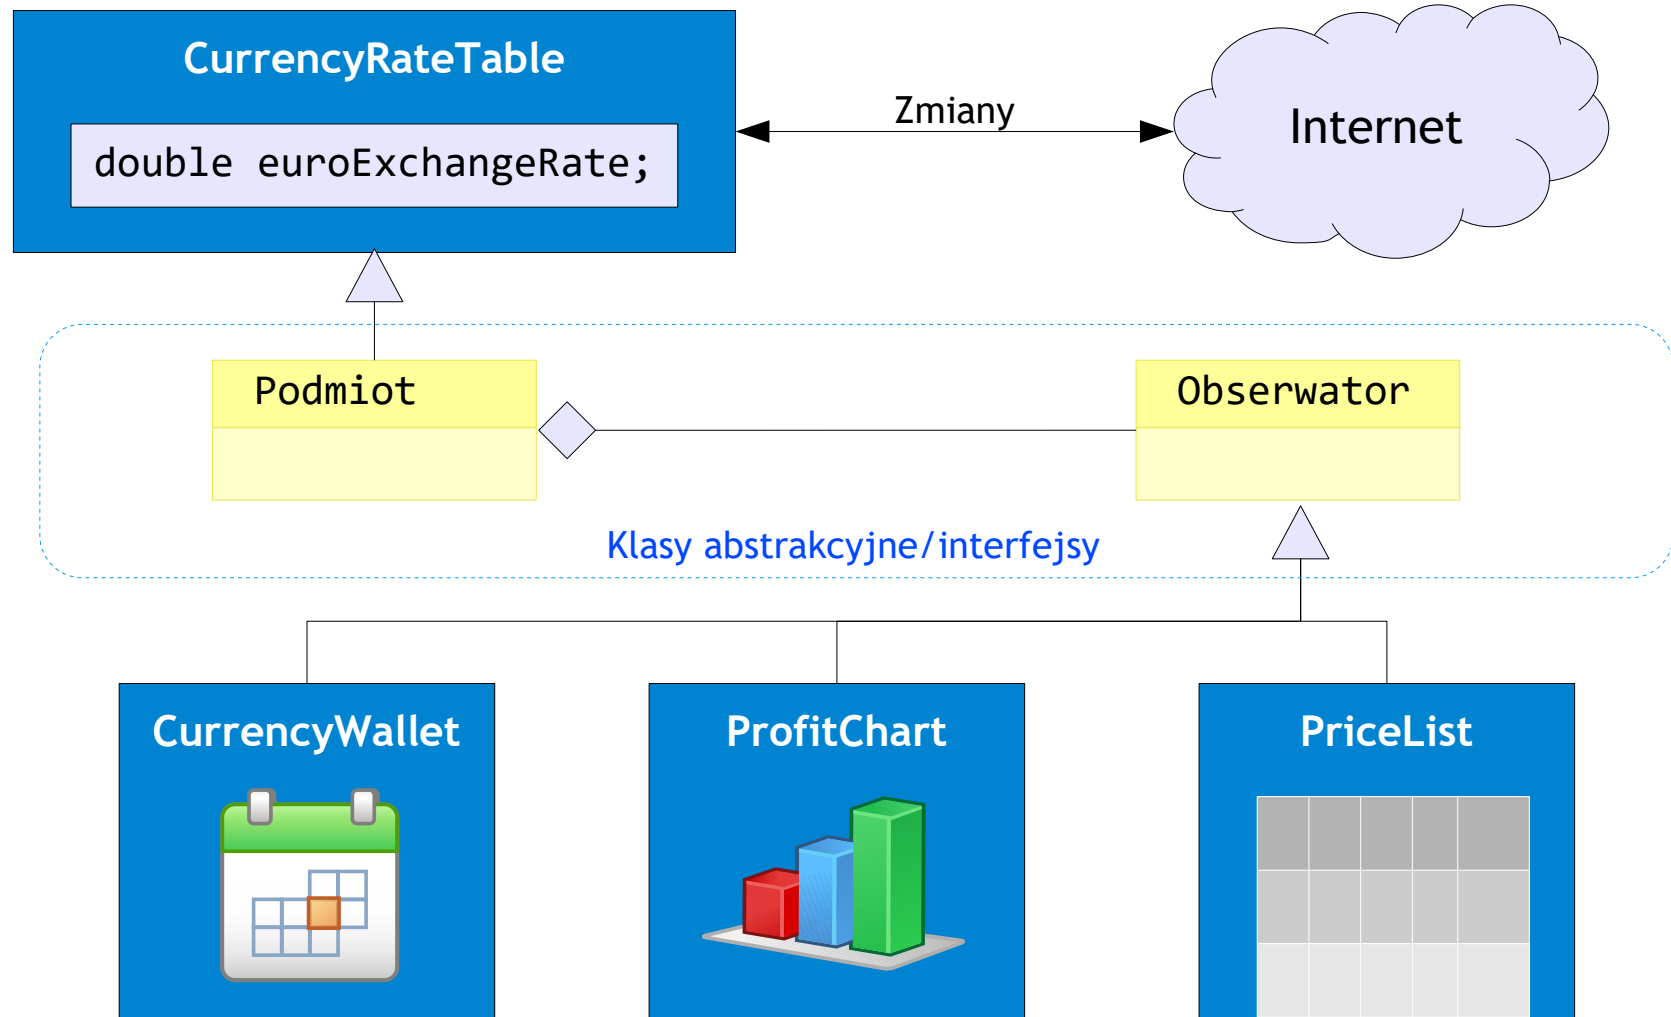 CurrencyRateTable
double euroExchangeRate;
Zmiany
Internet
Podmiot
Obserwator
Klasy abstrakcyjne/interfejsy
CurrencyWallet
ProfitChart
PriceList